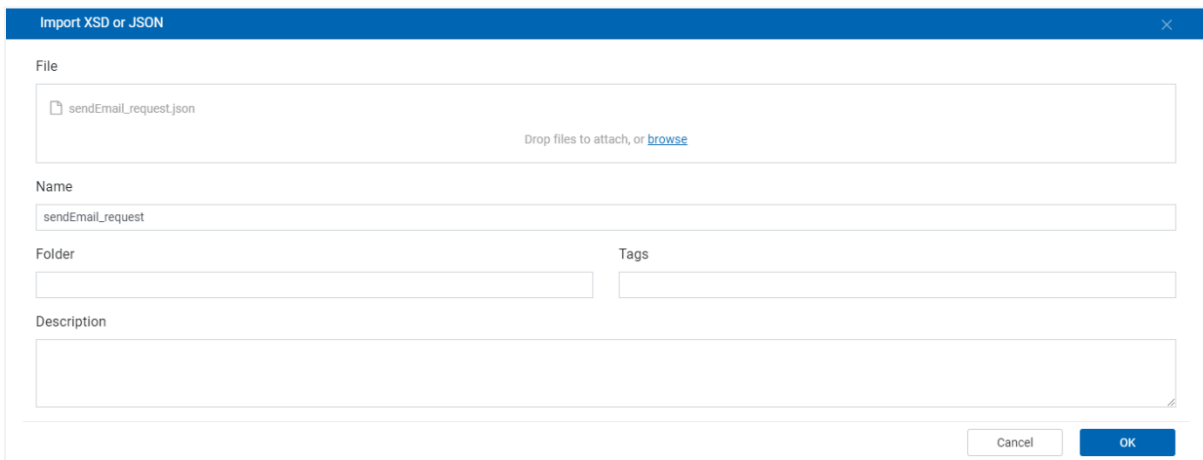 Import XSD or JSON
File
sendEmail_request.json
Drop files to attach, or browse
Name
sendEmail_request
Folder
Tags
Description
Cancel
OK